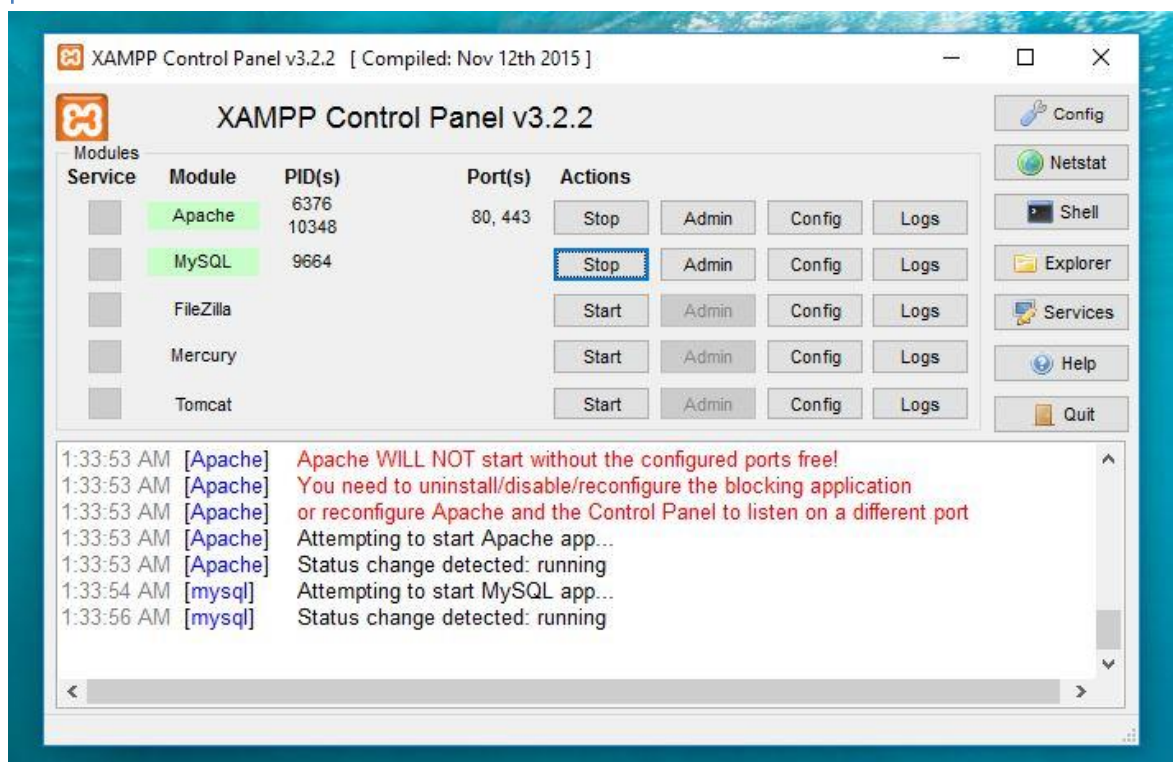 XAMPP Control Panel v3.2.2 [ Compiled: Nov 12th 2015 ]
XAMPP Control Panel v3.2.2
Config
Modules
Netstat
Service Module PID(s) Port(s) Actions
Apache 6376 10348 80, 443 Stop Admin Config Logs
Shell
MySQL 9664 Stop Admin Config Logs
Explorer
FileZilla Start Admin Config Logs
Services
Mercury Start Admin Config Logs
Help
Tomcat Start Admin Config Logs
Quit
1:33:53 AM [Apache] Apache WILL NOT start without the configured ports free!
1:33:53 AM [Apache] You need to uninstall/disable/reconfigure the blocking application
1:33:53 AM [Apache] or reconfigure Apache and the Control Panel to listen on a different port
1:33:53 AM [Apache] Attempting to start Apache app...
1:33:53 AM [Apache] Status change detected: running
1:33:54 AM [mysql] Attempting to start MySQL app...
1:33:56 AM [mysql] Status change detected: running